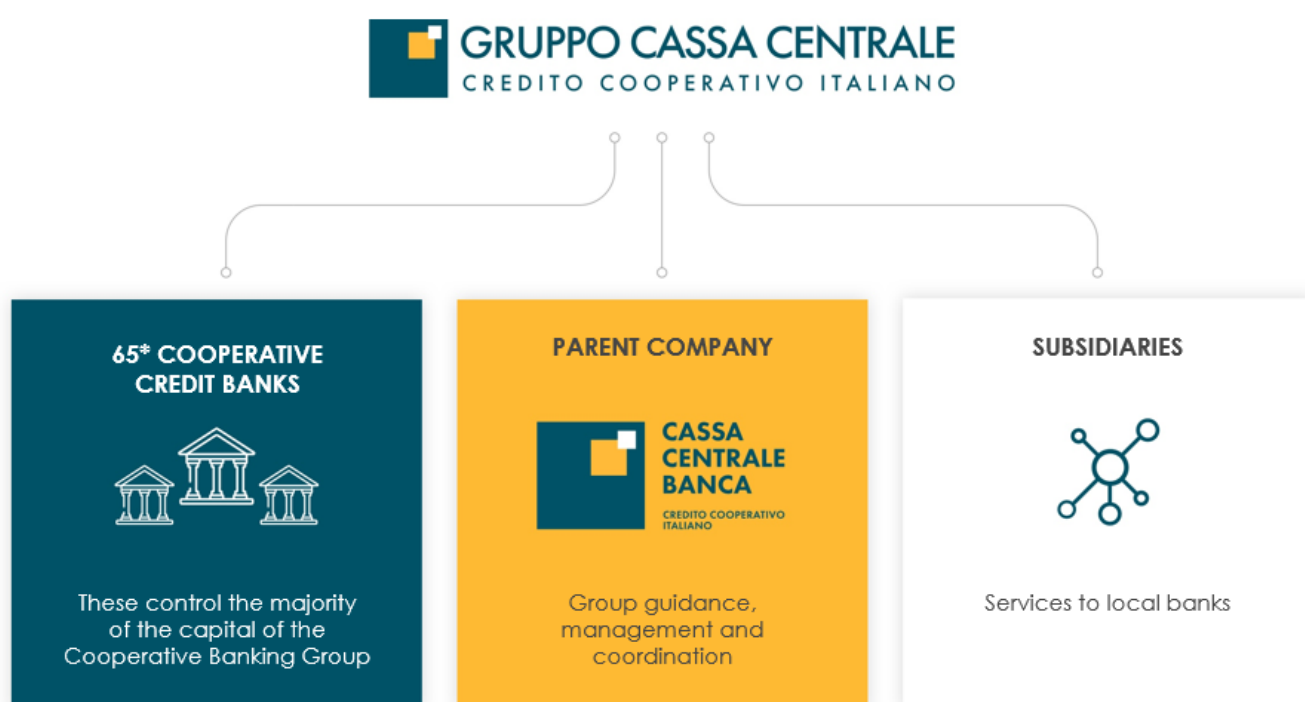 GRUPPO CASSA CENTRALE
CREDITO COOPERATIVO ITALIANO
65* COOPERATIVE
CREDIT BANKS
These control the majority
of the capital of the
Cooperative Banking Group
PARENT COMPANY
CASSA
CENTRALE
BANCA
CREDITO COOPERATIVO
ITALIANO
Group guidance,
management and
coordination
SUBSIDIARIES
Services to local banks